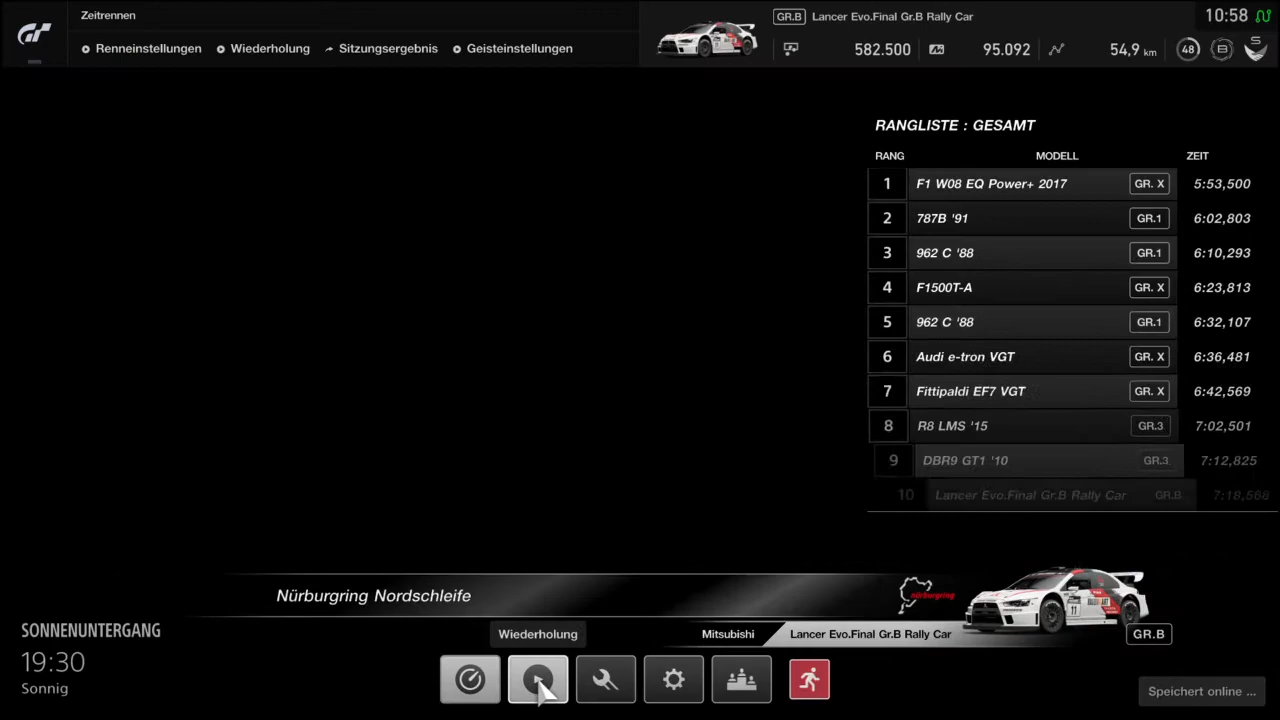 Zeitrennen
Renneinstellungen Wiederholung Sitzungsergebnis Geisteinstellungen
GR.B Lancer Evo.Final Gr.B Rally Car
10:58
582.500 95.092 54,9 km 48 B S
RANGLISTE : GESAMT
RANG MODELL ZEIT
1 F1 W08 EQ Power+ 2017 GR. X 5:53,500
2 787B '91 GR.1 6:02,803
3 962 C '88 GR.1 6:10,293
4 F1500T-A GR. X 6:23,813
5 962 C '88 GR.1 6:32,107
6 Audi e-tron VGT GR. X 6:36,481
7 Fittipaldi EF7 VGT GR. X 6:42,569
8 R8 LMS '15 GR.3 7:02,501
9 DBR9 GT1 '10 GR.3 7:12,825
10 Lancer Evo.Final Gr.B Rally Car GR.B 7:18,568
Nürburgring Nordschleife
nürburgring
11
SONNENUNTERGANG
19:30
Sonnig
Wiederholung
Mitsubishi Lancer Evo.Final Gr.B Rally Car GR.B
Speichert online ...